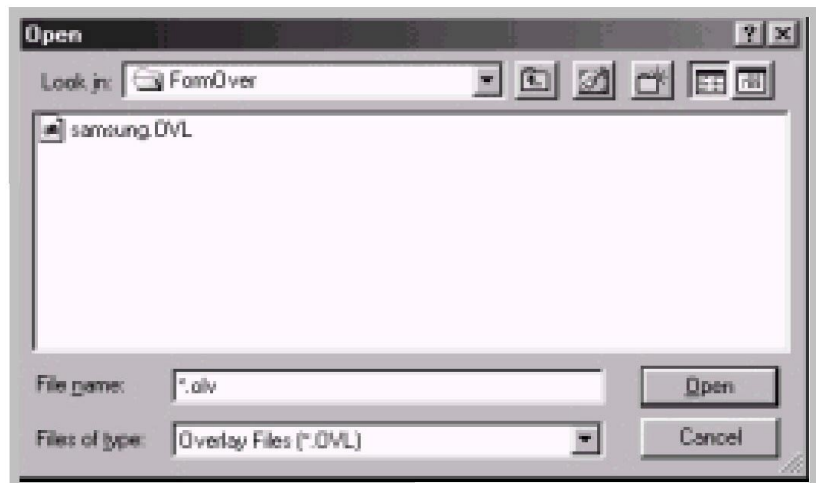 Open
Look in: FormOver
samsung.OVL
File name: *.olv
Open
Files of type: Overlay Files (*.OVL)
Cancel